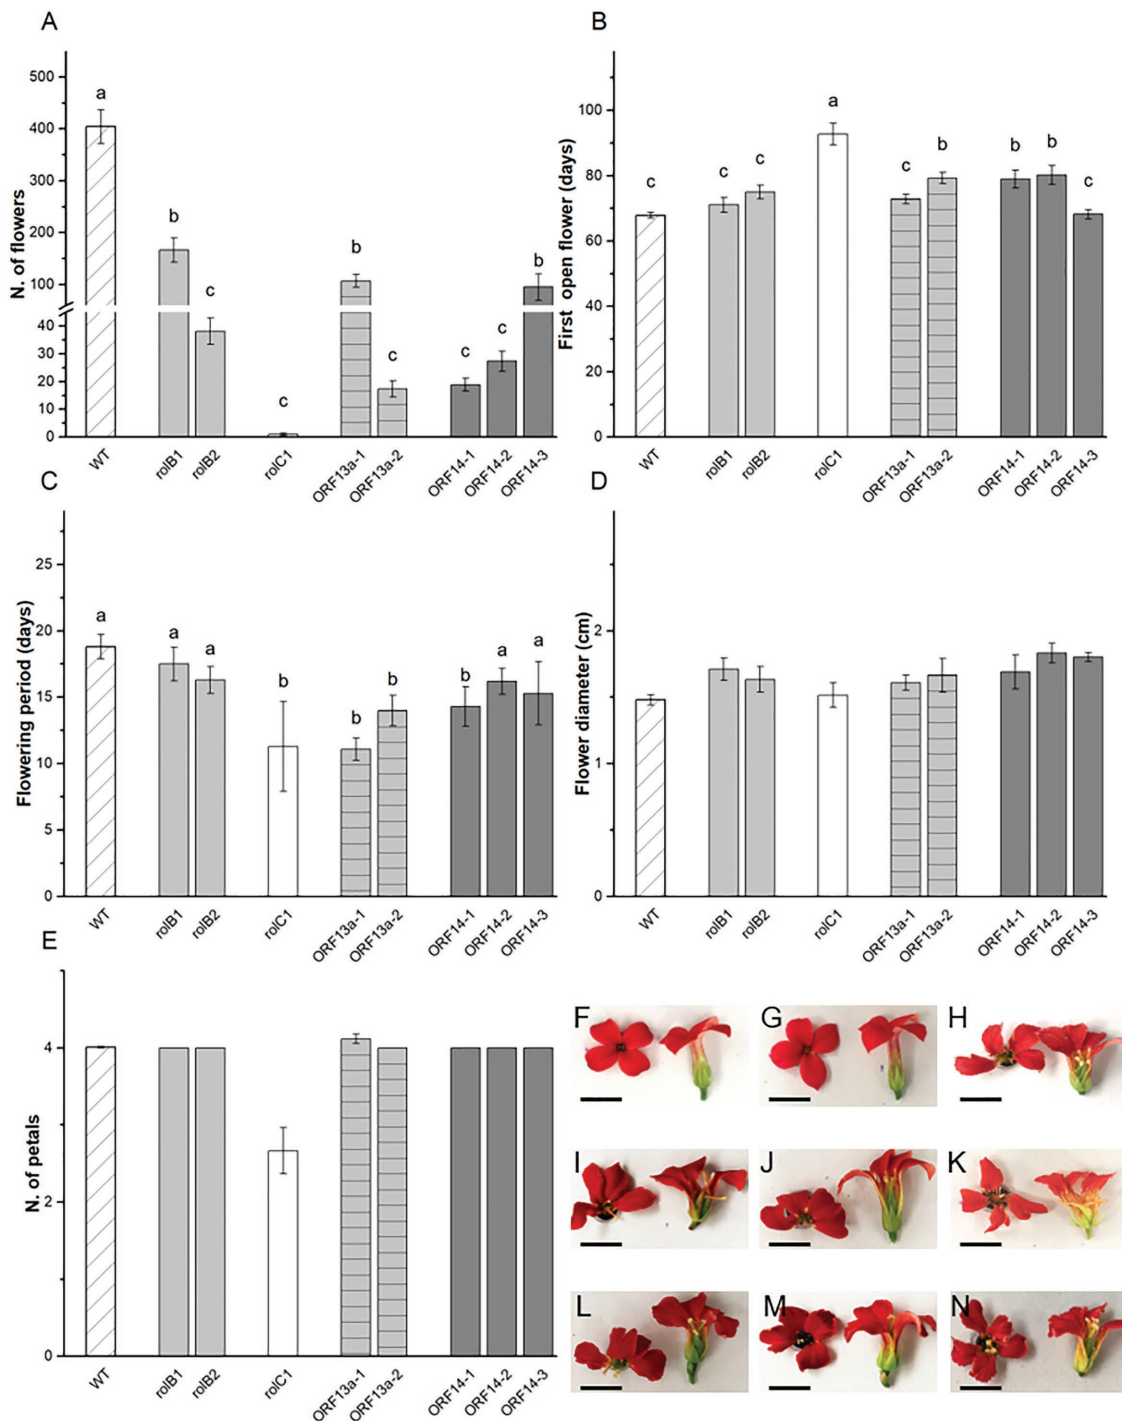 A
N. of flowers
500
400
300
200
100
40
30
20
10
0
a
b
c
c
b
c
c
c
b
WT
rolB1
rolB2
rolC1
ORF13a-1
ORF13a-2
ORF14-1
ORF14-2
ORF14-3
B
First open flower (days)
100
80
60
40
20
0
c
c
c
a
c
b
b
b
c
WT
rolB1
rolB2
rolC1
ORF13a-1
ORF13a-2
ORF14-1
ORF14-2
ORF14-3
C
Flowering period (days)
25
20
15
10
5
0
a
a
a
b
b
b
b
a
a
WT
rolB1
rolB2
rolC1
ORF13a-1
ORF13a-2
ORF14-1
ORF14-2
ORF14-3
D
Flower diameter (cm)
2
1
0
WT
rolB1
rolB2
rolC1
ORF13a-1
ORF13a-2
ORF14-1
ORF14-2
ORF14-3
E
N. of petals
4
2
0
WT
rolB1
rolB2
rolC1
ORF13a-1
ORF13a-2
ORF14-1
ORF14-2
ORF14-3
F
G
H
I
J
K
L
M
N